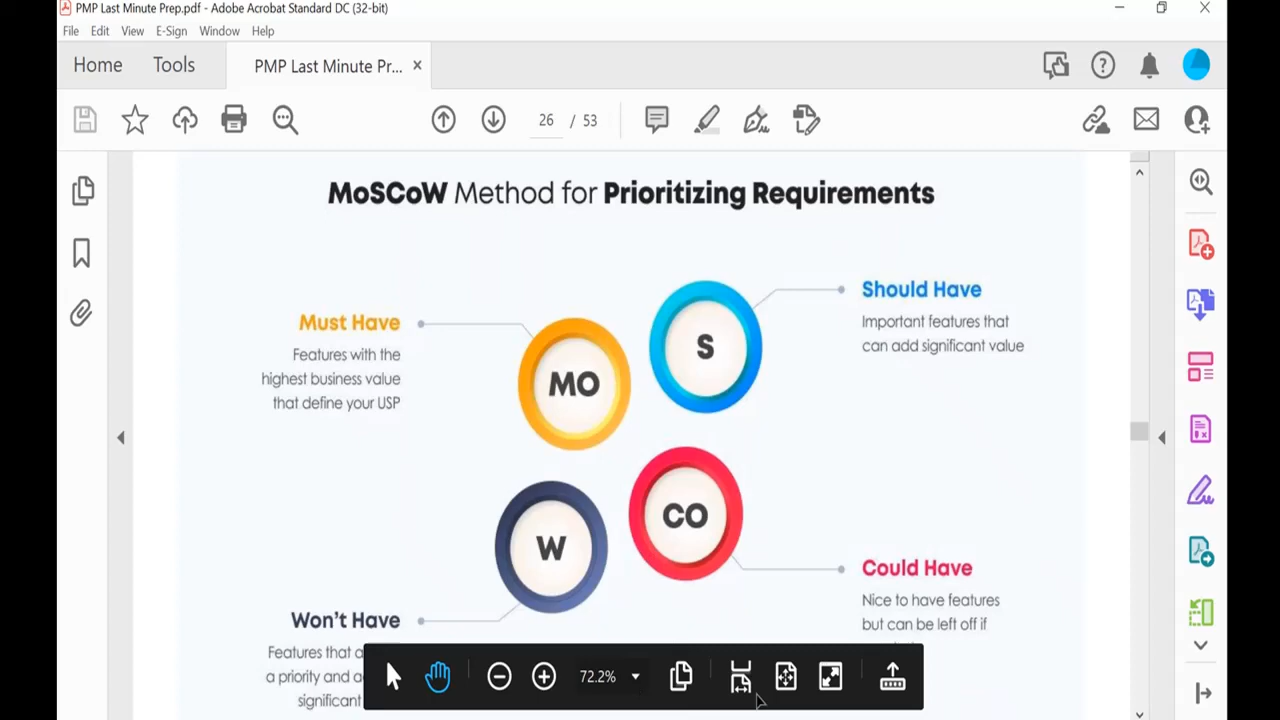 PMP Last Minute Prep.pdf - Adobe Acrobat Standard DC (32-bit)
File Edit View E-Sign Window Help
Home Tools PMP Last Minute Pr... ×
26 / 53
MoSCoW Method for Prioritizing Requirements
Should Have
Important features that
can add significant value
Must Have
Features with the
highest business value
that define your USP
MO
S
W
CO
Could Have
Nice to have features
but can be left off if
Won't Have
Features that
a priority and
significant
72.2%